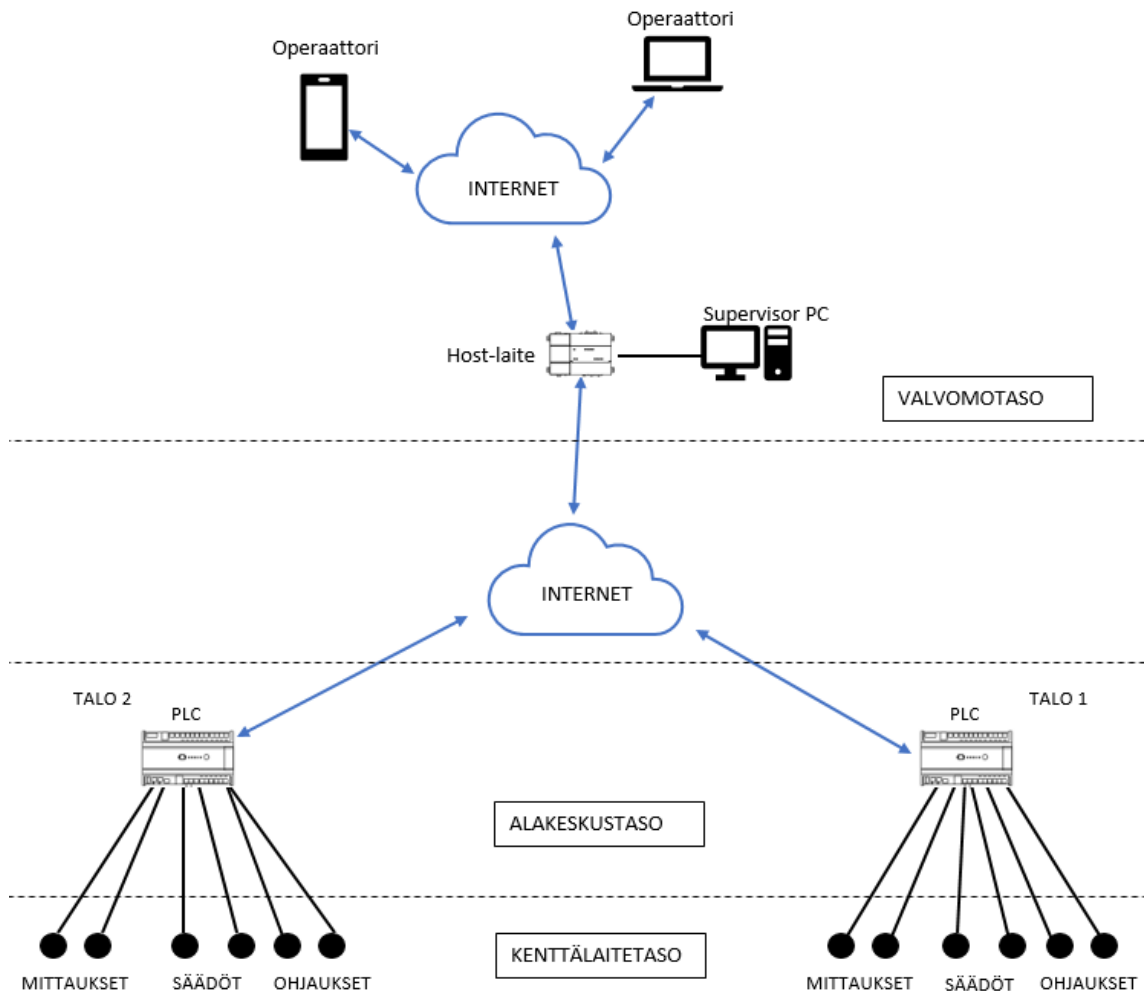 Operaattori
Operaattori
INTERNET
Supervisor PC
Host-laite
VALVOMOTASO
INTERNET
TALO 2
PLC
PLC
TALO 1
ALAKESKUSTASO
KENTTÄLAITETASO
MITTAUKSET
SÄÄDÖT
OHJAUKSET
MITTAUKSET
SÄÄDÖT
OHJAUKSET